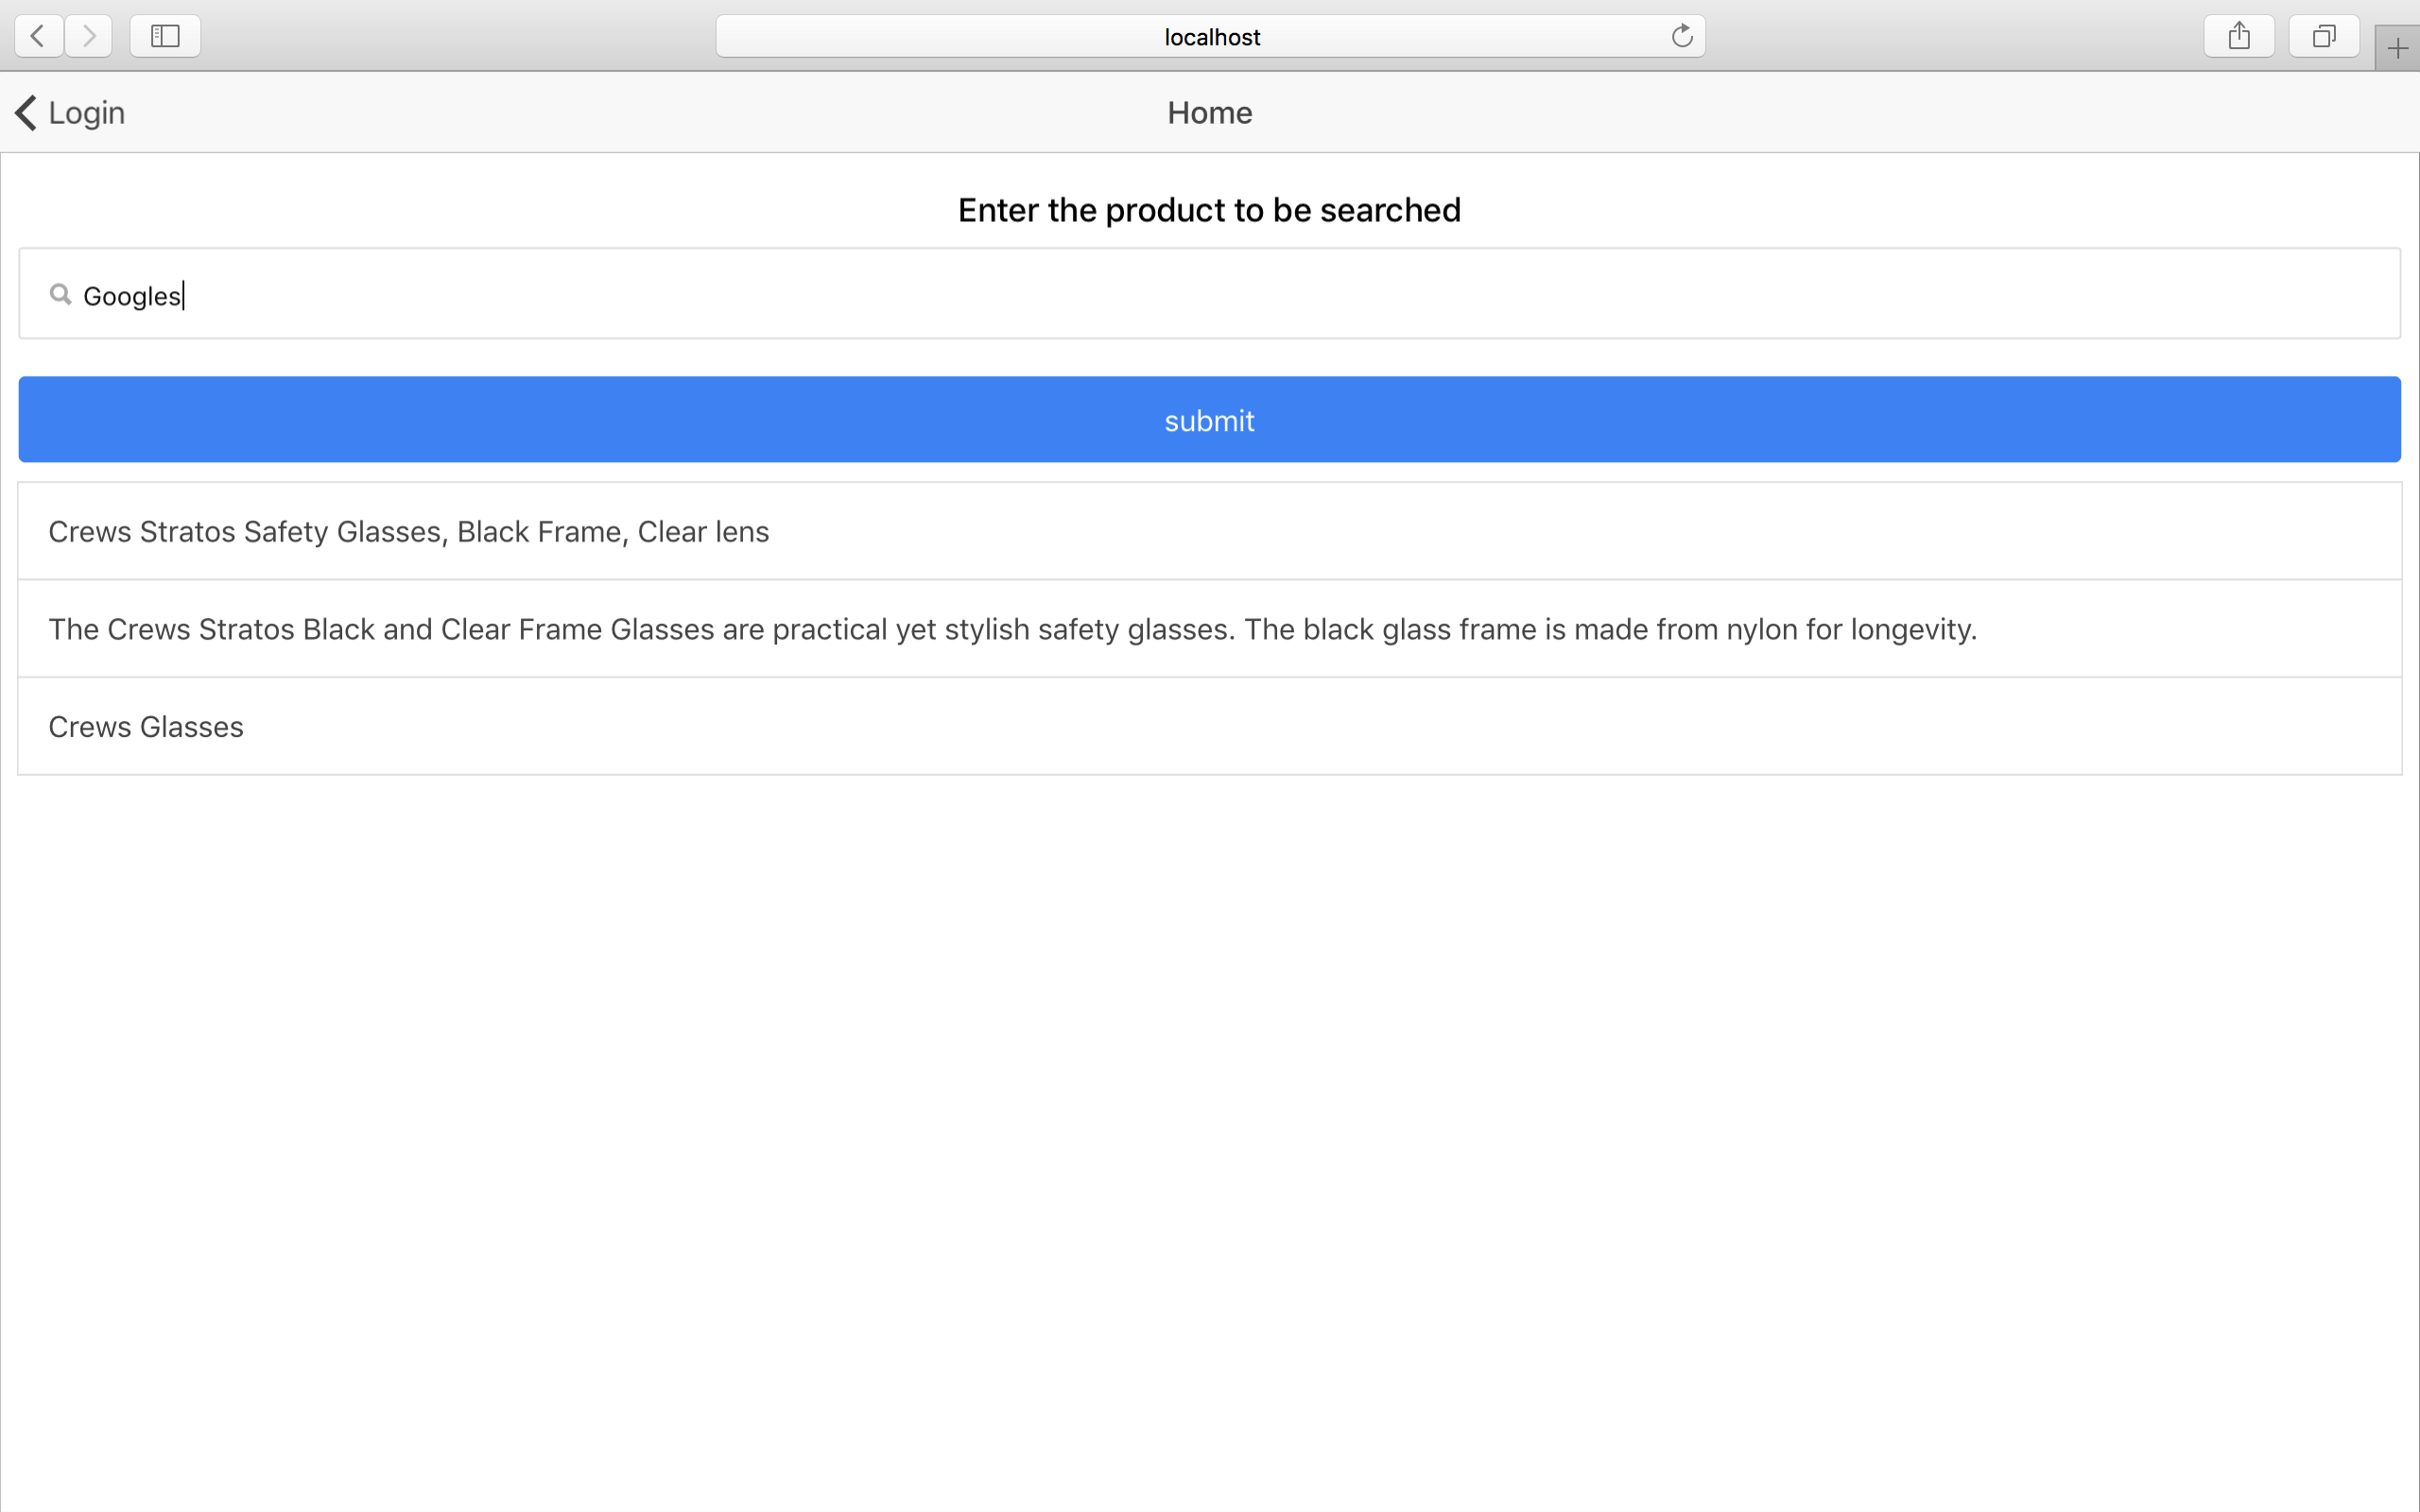 localhost
Login
Home
Enter the product to be searched
Googles
submit
Crews Stratos Safety Glasses, Black Frame, Clear lens
The Crews Stratos Black and Clear Frame Glasses are practical yet stylish safety glasses. The black glass frame is made from nylon for longevity.
Crews Glasses